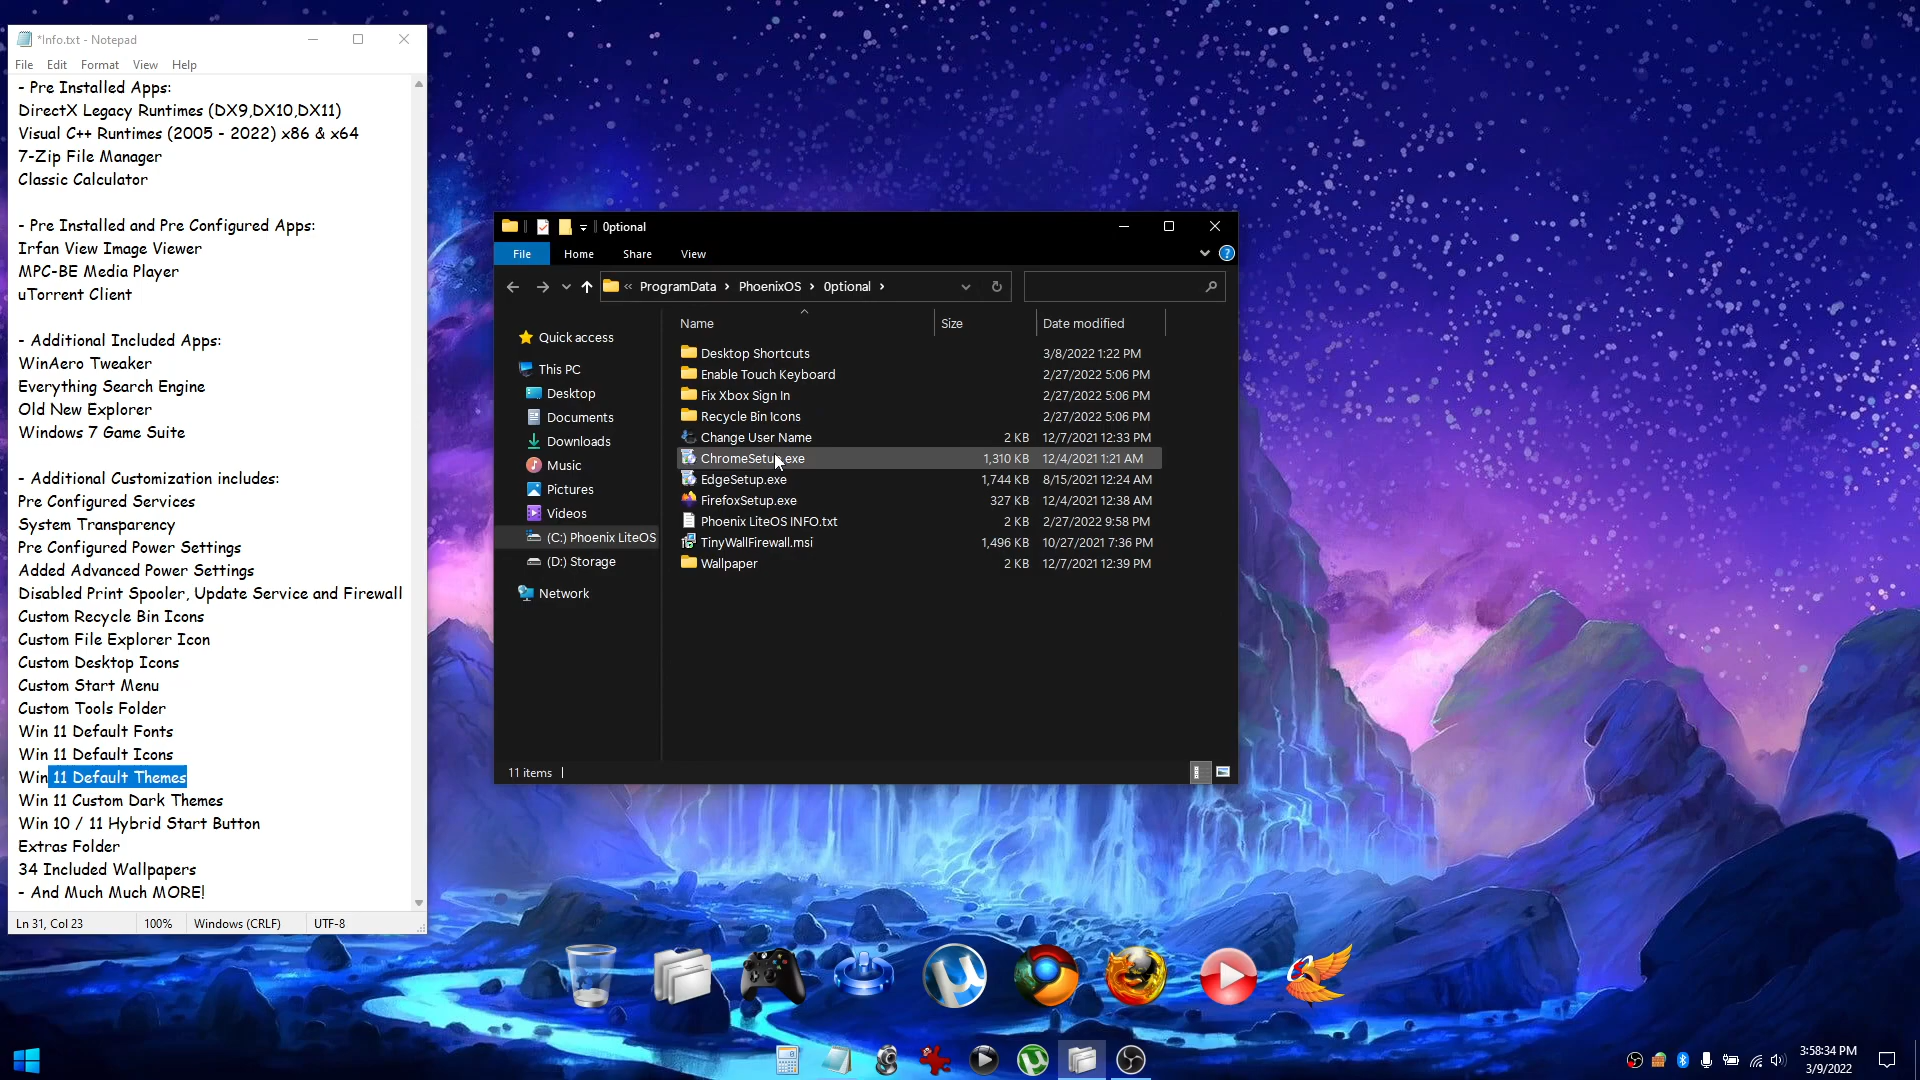 *Info.txt - Notepad
File Edit Format View Help
- Pre Installed Apps:
DirectX Legacy Runtimes (DX9,DX10,DX11)
Visual C++ Runtimes (2005 - 2022) x86 & x64
7-Zip File Manager
Classic Calculator
- Pre Installed and Pre Configured Apps:
Irfan View Image Viewer
MPC-BE Media Player
uTorrent Client
- Additional Included Apps:
WinAero Tweaker
Everything Search Engine
Old New Explorer
Windows 7 Game Suite
- Additional Customization includes:
Pre Configured Services
System Transparency
Pre Configured Power Settings
Added Advanced Power Settings
Disabled Print Spooler, Update Service and Firewall
Custom Recycle Bin Icons
Custom File Explorer Icon
Custom Desktop Icons
Custom Start Menu
Custom Tools Folder
Win 11 Default Fonts
Win 11 Default Icons
Win 11 Default Themes
Win 11 Custom Dark Themes
Win 10 / 11 Hybrid Start Button
Extras Folder
34 Included Wallpapers
- And Much Much MORE!
Ln 31, Col 23 100% Windows (CRLF) UTF-8
0ptional
File Home Share View
« ProgramData › PhoenixOS › 0ptional ›
Quick access
This PC
Desktop
Documents
Downloads
Music
Pictures
Videos
(C:) Phoenix LiteOS
(D:) Storage
Network
Name Size Date modified
Desktop Shortcuts 3/8/2022 1:22 PM
Enable Touch Keyboard 2/27/2022 5:06 PM
Fix Xbox Sign In 2/27/2022 5:06 PM
Recycle Bin Icons 2/27/2022 5:06 PM
Change User Name 2 KB 12/7/2021 12:33 PM
ChromeSetup.exe 1,310 KB 12/4/2021 1:21 AM
EdgeSetup.exe 1,744 KB 8/15/2021 12:24 AM
FirefoxSetup.exe 327 KB 12/4/2021 12:38 AM
Phoenix LiteOS INFO.txt 2 KB 2/27/2022 9:58 PM
TinyWallFirewall.msi 1,496 KB 10/27/2021 7:36 PM
Wallpaper 2 KB 12/7/2021 12:39 PM
11 items
3:58:34 PM
3/9/2022